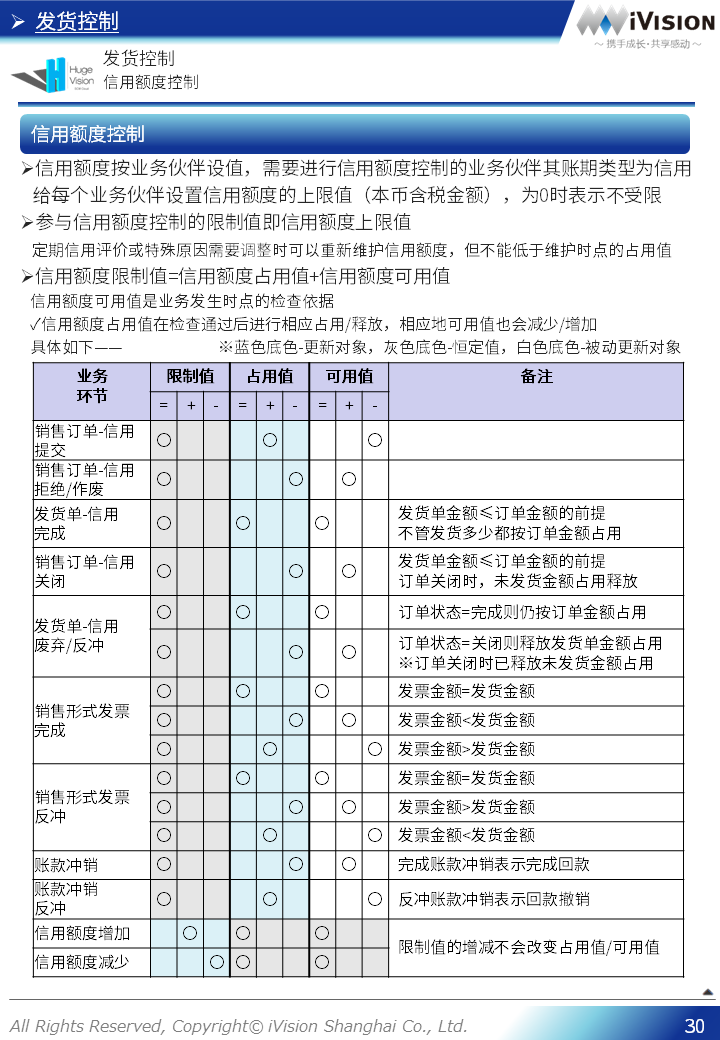 ➢ 发货控制
iVision
～ 携手成长·共享感动 ～
Huge
Vision
发货控制
信用额度控制
信用额度控制
➢信用额度按业务伙伴设值，需要进行信用额度控制的业务伙伴其账期类型为信用
给每个业务伙伴设置信用额度的上限值（本币含税金额），为0时表示不受限
➢参与信用额度控制的限制值即信用额度上限值
定期信用评价或特殊原因需要调整时可以重新维护信用额度，但不能低于维护时点的占用值
➢信用额度限制值=信用额度占用值+信用额度可用值
信用额度可用值是业务发生时点的检查依据
✓信用额度占用值在检查通过后进行相应占用/释放，相应地可用值也会减少/增加
具体如下—— ※蓝色底色-更新对象，灰色底色-恒定值，白色底色-被动更新对象
业务 限制值 占用值 可用值 备注
环节
= + - = + - = + -
销售订单-信用
提交 ○ ○ ○
销售订单-信用
拒绝/作废 ○ ○ ○
发货单-信用 发货单金额≤订单金额的前提
完成 ○ ○ ○ 不管发货多少都按订单金额占用
销售订单-信用 发货单金额≤订单金额的前提
关闭 ○ ○ ○ 订单关闭时，未发货金额占用释放
发货单-信用 ○ ○ ○ 订单状态=完成则仍按订单金额占用
废弃/反冲 ○ ○ ○ 订单状态=关闭则释放发货单金额占用
※订单关闭时已释放未发货金额占用
○ ○ ○ 发票金额=发货金额
销售形式发票 ○ ○ ○ 发票金额<发货金额
完成 ○ ○ ○ 发票金额>发货金额
○ ○ ○ 发票金额=发货金额
销售形式发票 ○ ○ ○ 发票金额>发货金额
反冲 ○ ○ ○ 发票金额<发货金额
账款冲销 ○ ○ ○ 完成账款冲销表示完成回款
账款冲销
反冲 ○ ○ ○ 反冲账款冲销表示回款撤销
信用额度增加 ○ ○ ○ 限制值的增减不会改变占用值/可用值
信用额度减少 ○ ○ ○
All Rights Reserved, Copyright© iVision Shanghai Co., Ltd.
30